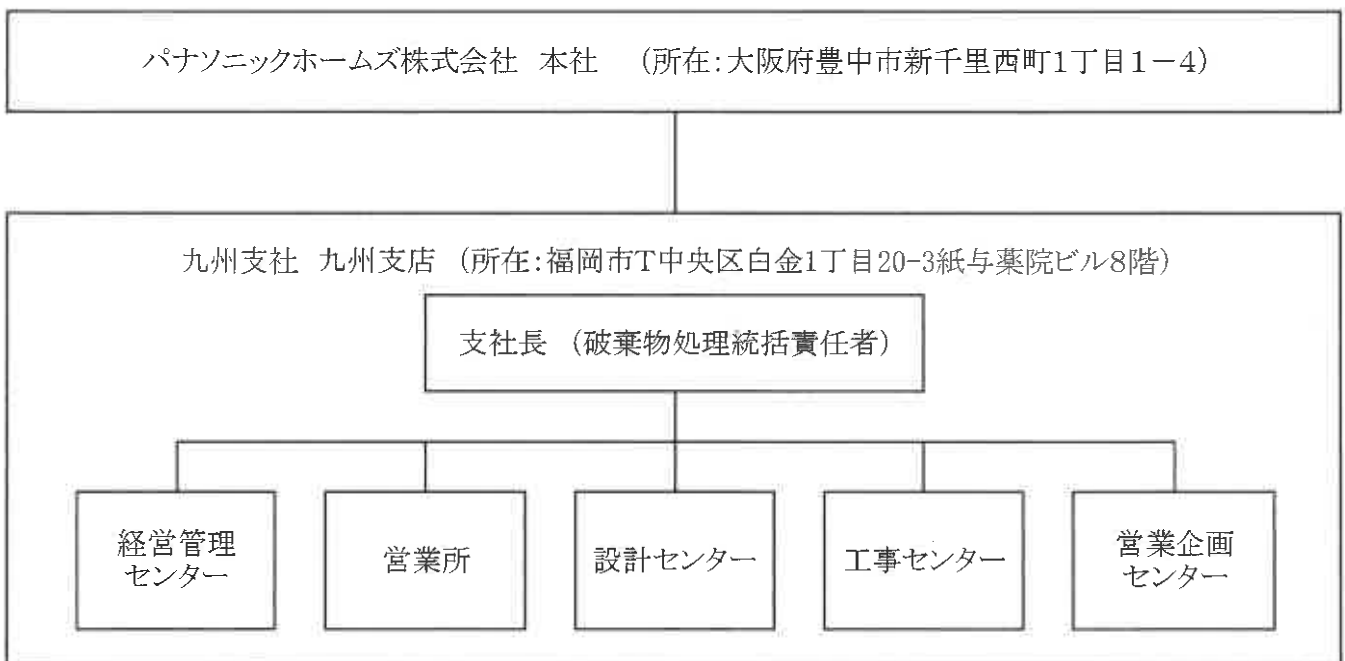 パナソニックホームズ株式会社 本社 (所在:大阪府豊中市新千里西町1丁目1-4)
九州支社 九州支店 (所在:福岡市T中央区白金1丁目20-3紙与薬院ビル8階)
支社長 (破棄物処理統括責任者)
経営管理
センター
営業所
設計センター
工事センター
営業企画
センター